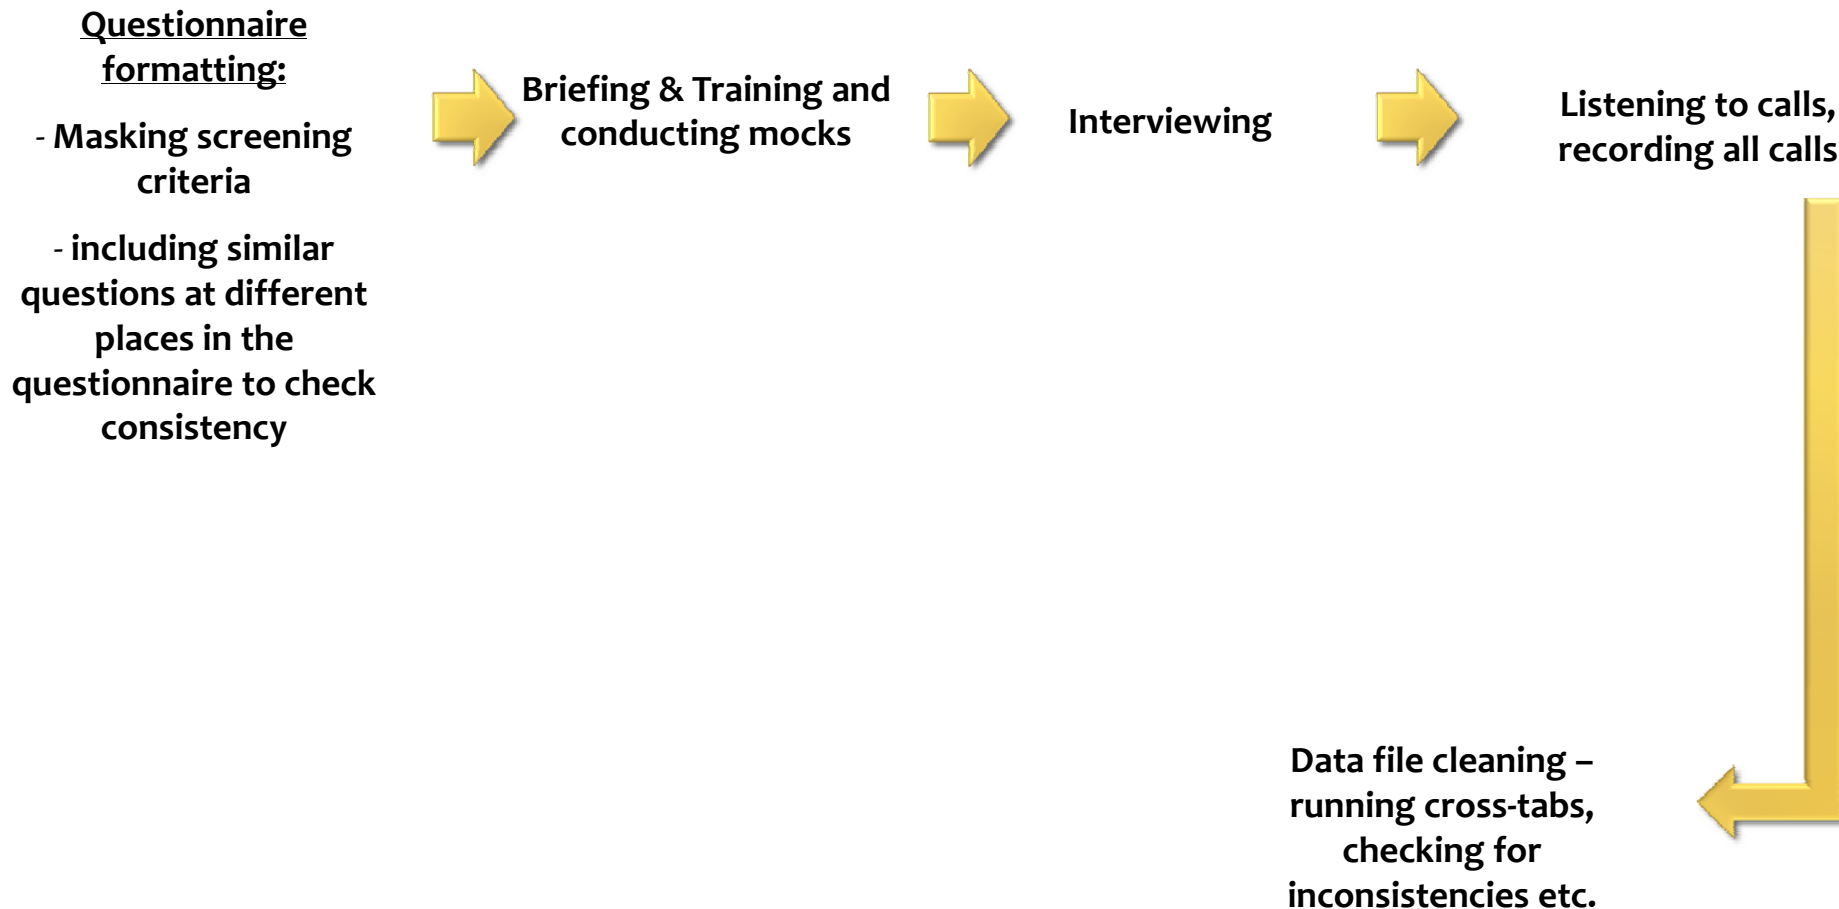 Questionnaire
formatting:
- Masking screening
criteria
- including similar
questions at different
places in the
questionnaire to check
consistency
Briefing & Training and
conducting mocks
Interviewing
Listening to calls,
recording all calls
Data file cleaning –
running cross-tabs,
checking for
inconsistencies etc.